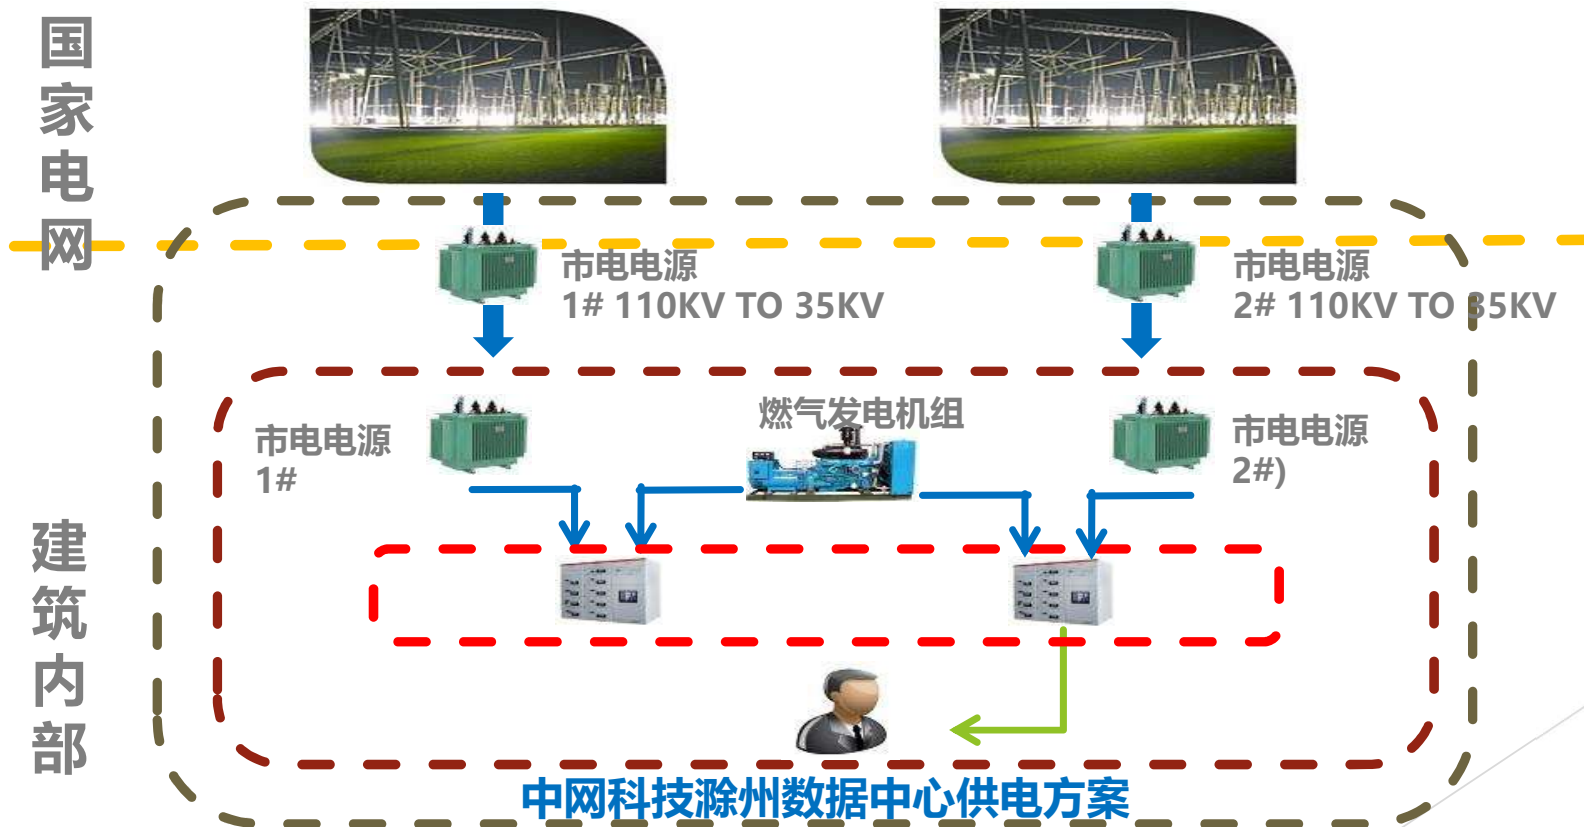 国家电网
市电电源
1# 110KV TO 35KV
市电电源
2# 110KV TO 35KV
燃气发电机组
市电电源
1#
市电电源
2#)
建筑内部
中网科技滁州数据中心供电方案